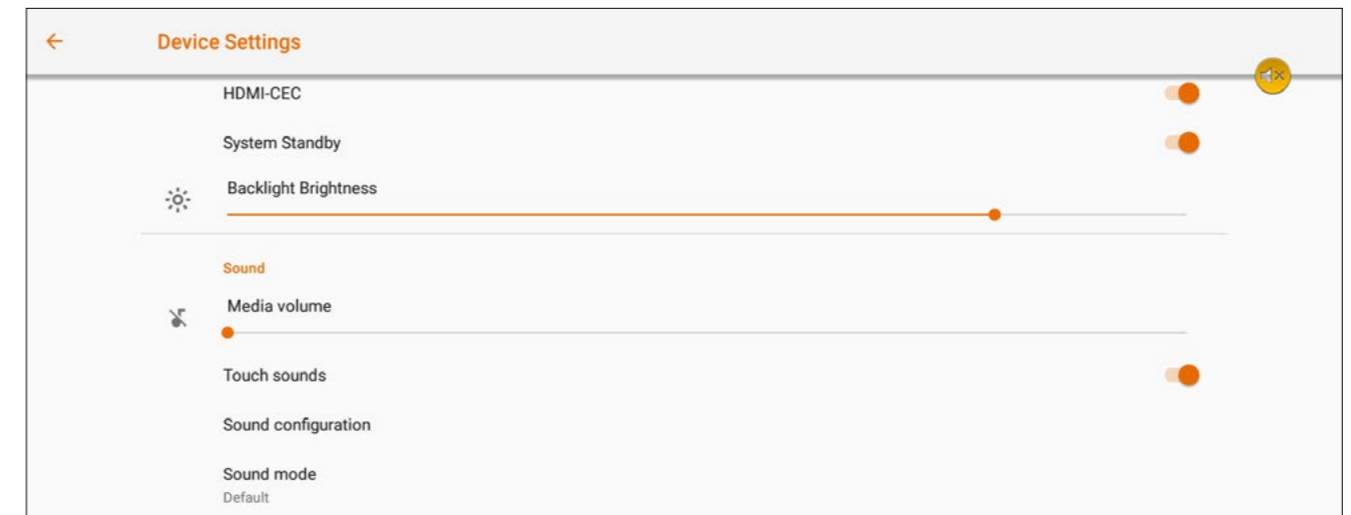 Device Settings
HDMI-CEC
System Standby
Backlight Brightness
Sound
Media volume
Touch sounds
Sound configuration
Sound mode
Default